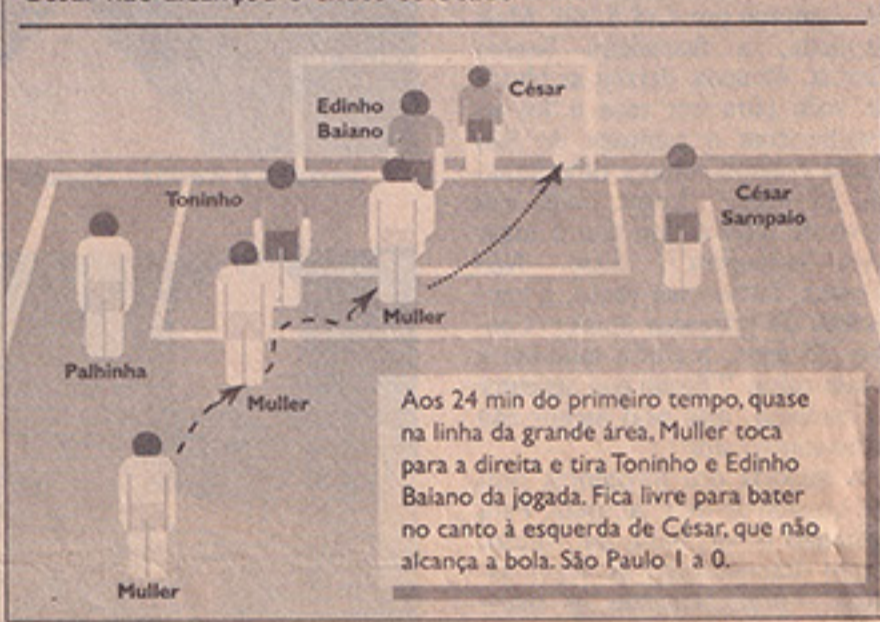 César
Edinho
Baiano
Toninho
César
Sampaio
Muller
Palhinha
Muller
Muller
Aos 24 min do primeiro tempo, quase
na linha da grande área, Muller toca
para a direita e tira Toninho e Edinho
Baiano da jogada. Fica livre para bater
no canto à esquerda de César, que não
alcança a bola. São Paulo 1 a 0.